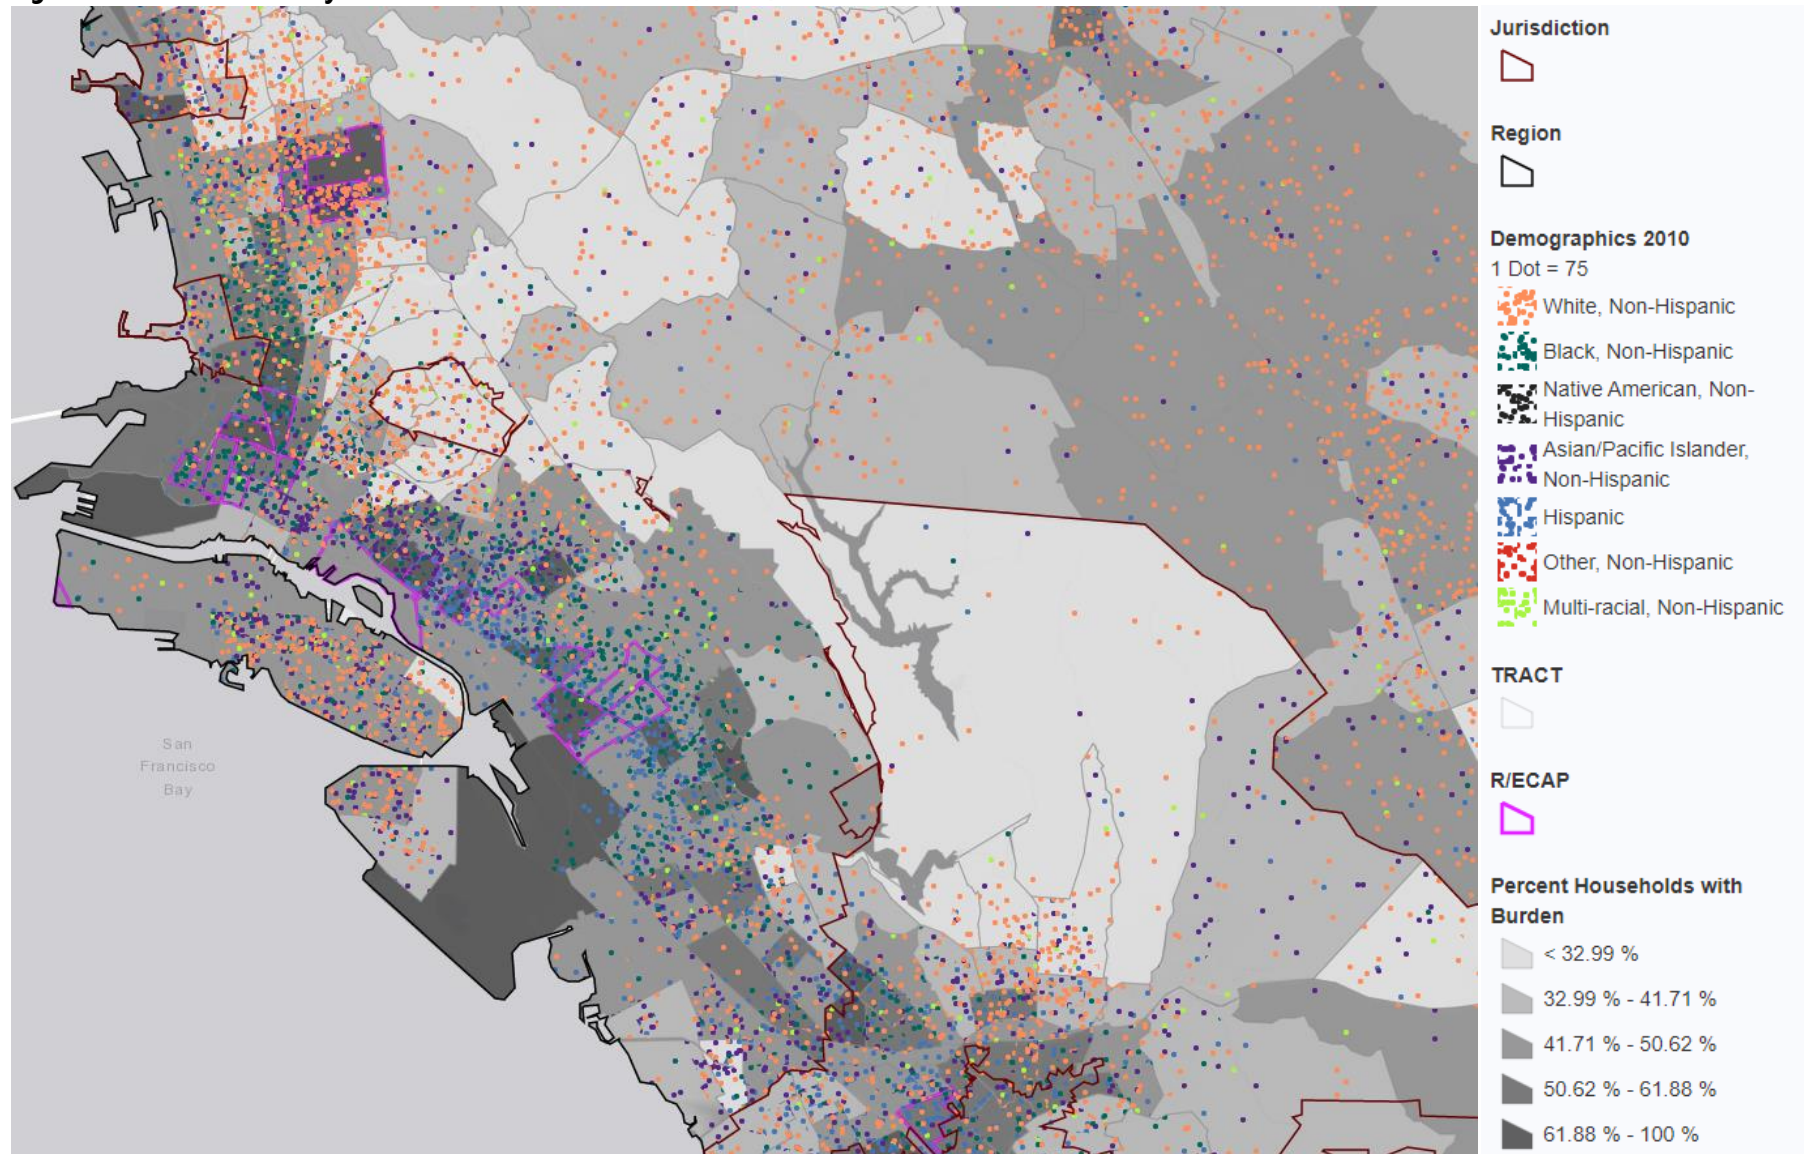 San
Francisco
Bay
Jurisdiction
Region
Demographics 2010
1 Dot = 75
White, Non-Hispanic
Black, Non-Hispanic
Native American, Non-
Hispanic
Asian/Pacific Islander,
Non-Hispanic
Hispanic
Other, Non-Hispanic
Multi-racial, Non-Hispanic
TRACT
R/ECAP
Percent Households with
Burden
< 32.99 %
32.99 % - 41.71 %
41.71 % - 50.62 %
50.62 % - 61.88 %
61.88 % - 100 %